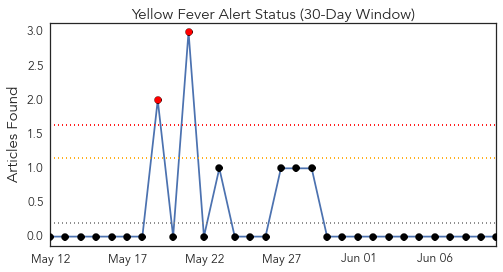 Yellow Fever Alert Status (30-Day Window)
Articles Found
3.0
2.5
2.0
1.5
1.0
0.5
0.0
May 12 May 17 May 22 May 27 Jun 01 Jun 06